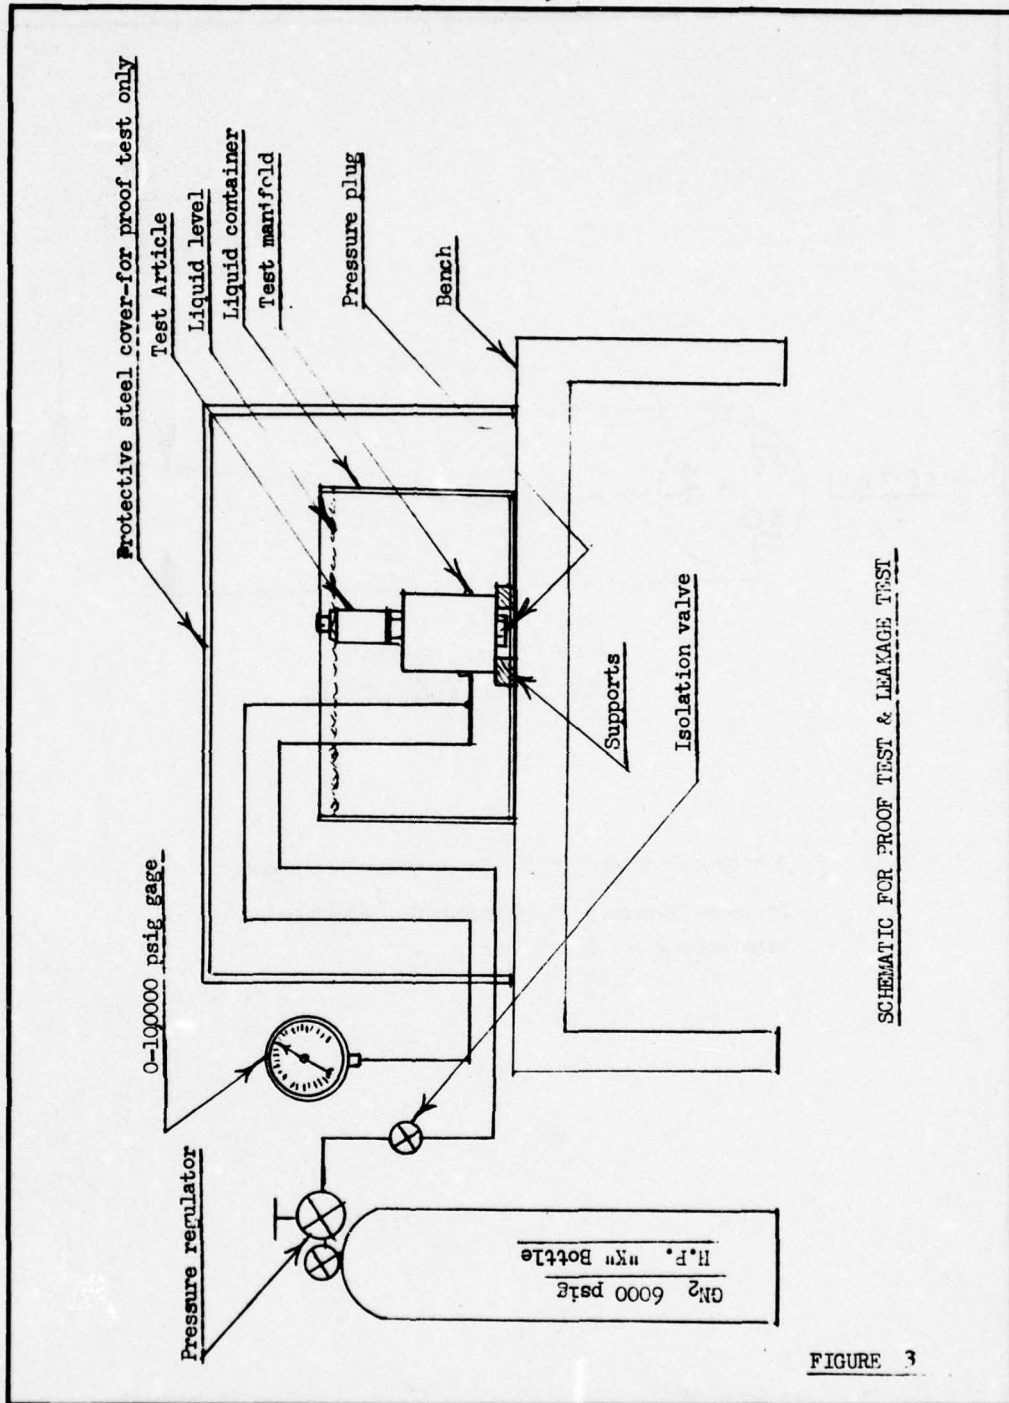 Protective steel cover-for proof test only
Test Article
Liquid level
Liquid container
Test manifold
Pressure plug
Bench
0-100000 psig gage
Pressure regulator
Supports
Isolation valve
GN2 6000 psig
H.P. "K" Bottle
SCHEMATIC FOR PROOF TEST & LEAKAGE TEST
FIGURE 3